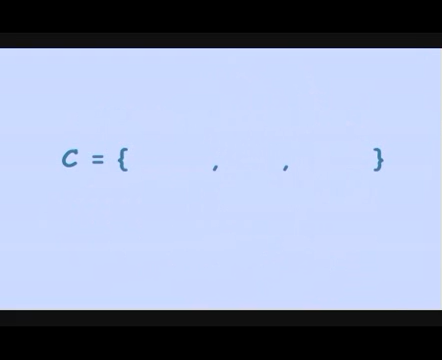 C = { , , }